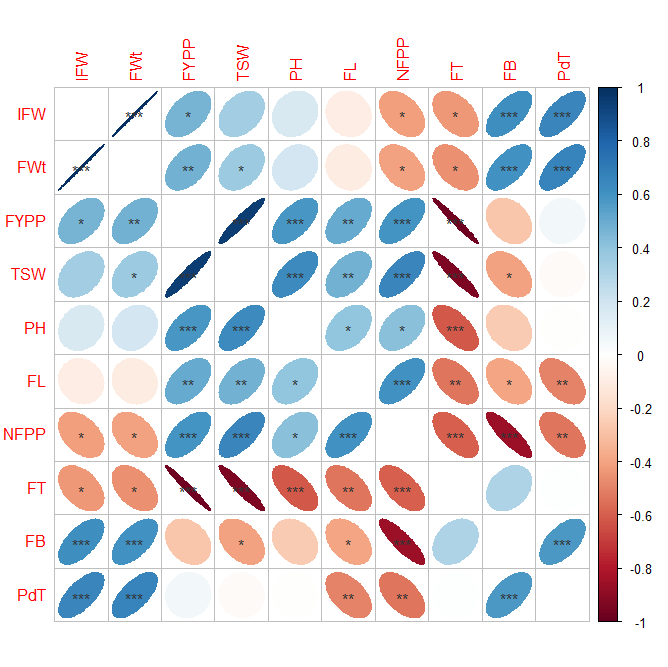 IFW FWt FYPP TSW PH FL NFPP FT FB PdT
IFW *** * * * *** *** 1
FWt *** ** * * * *** *** 0.8
FYPP * ** *** *** ** *** *** 0.6
TSW * *** *** ** *** *** * 0.4
PH *** *** * * *** 0.2
FL ** ** * *** ** * ** 0
NFPP * * *** *** * *** *** *** ** -0.2
FT * * *** *** *** ** *** -0.4
FB *** *** * * *** *** -0.6
PdT *** *** ** ** *** -0.8
-1